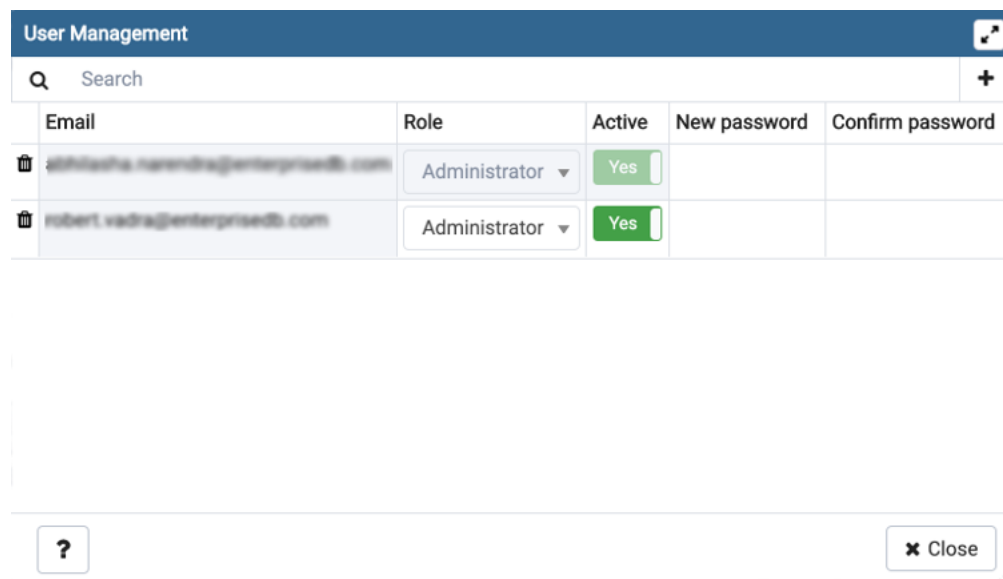 User Management
Search
Email Role Active New password Confirm password
Administrator Yes
Administrator Yes
? Close